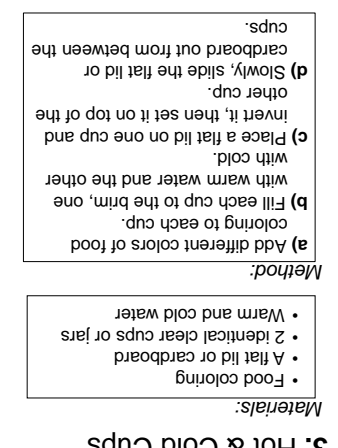 3. Hot & Cold Cups
Materials:
• Food coloring
• A flat lid or cardboard
• 2 identical clear cups or jars
• Warm and cold water
Method:
a) Add different colors of food
coloring to each cup.
b) Fill each cup to the brim, one
with warm water and the other
with cold.
c) Place a flat lid on one cup and
invert it, then set it on top of the
other cup.
d) Slowly, slide the flat lid or
cardboard out from between the
cups.